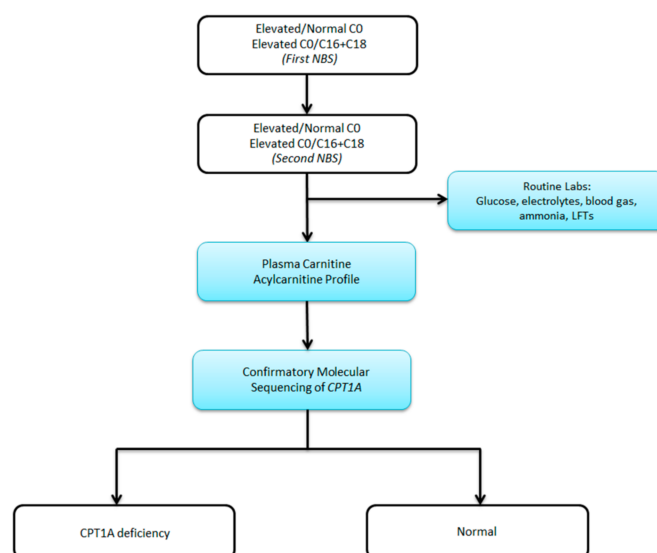 Elevated/Normal C0
Elevated C0/C16+C18
(First NBS)
Elevated/Normal C0
Elevated C0/C16+C18
(Second NBS)
Routine Labs:
Glucose, electrolytes, blood gas,
ammonia, LFTs
Plasma Carnitine
Acylcarnitine Profile
Confirmatory Molecular
Sequencing of CPT1A
CPT1A deficiency
Normal